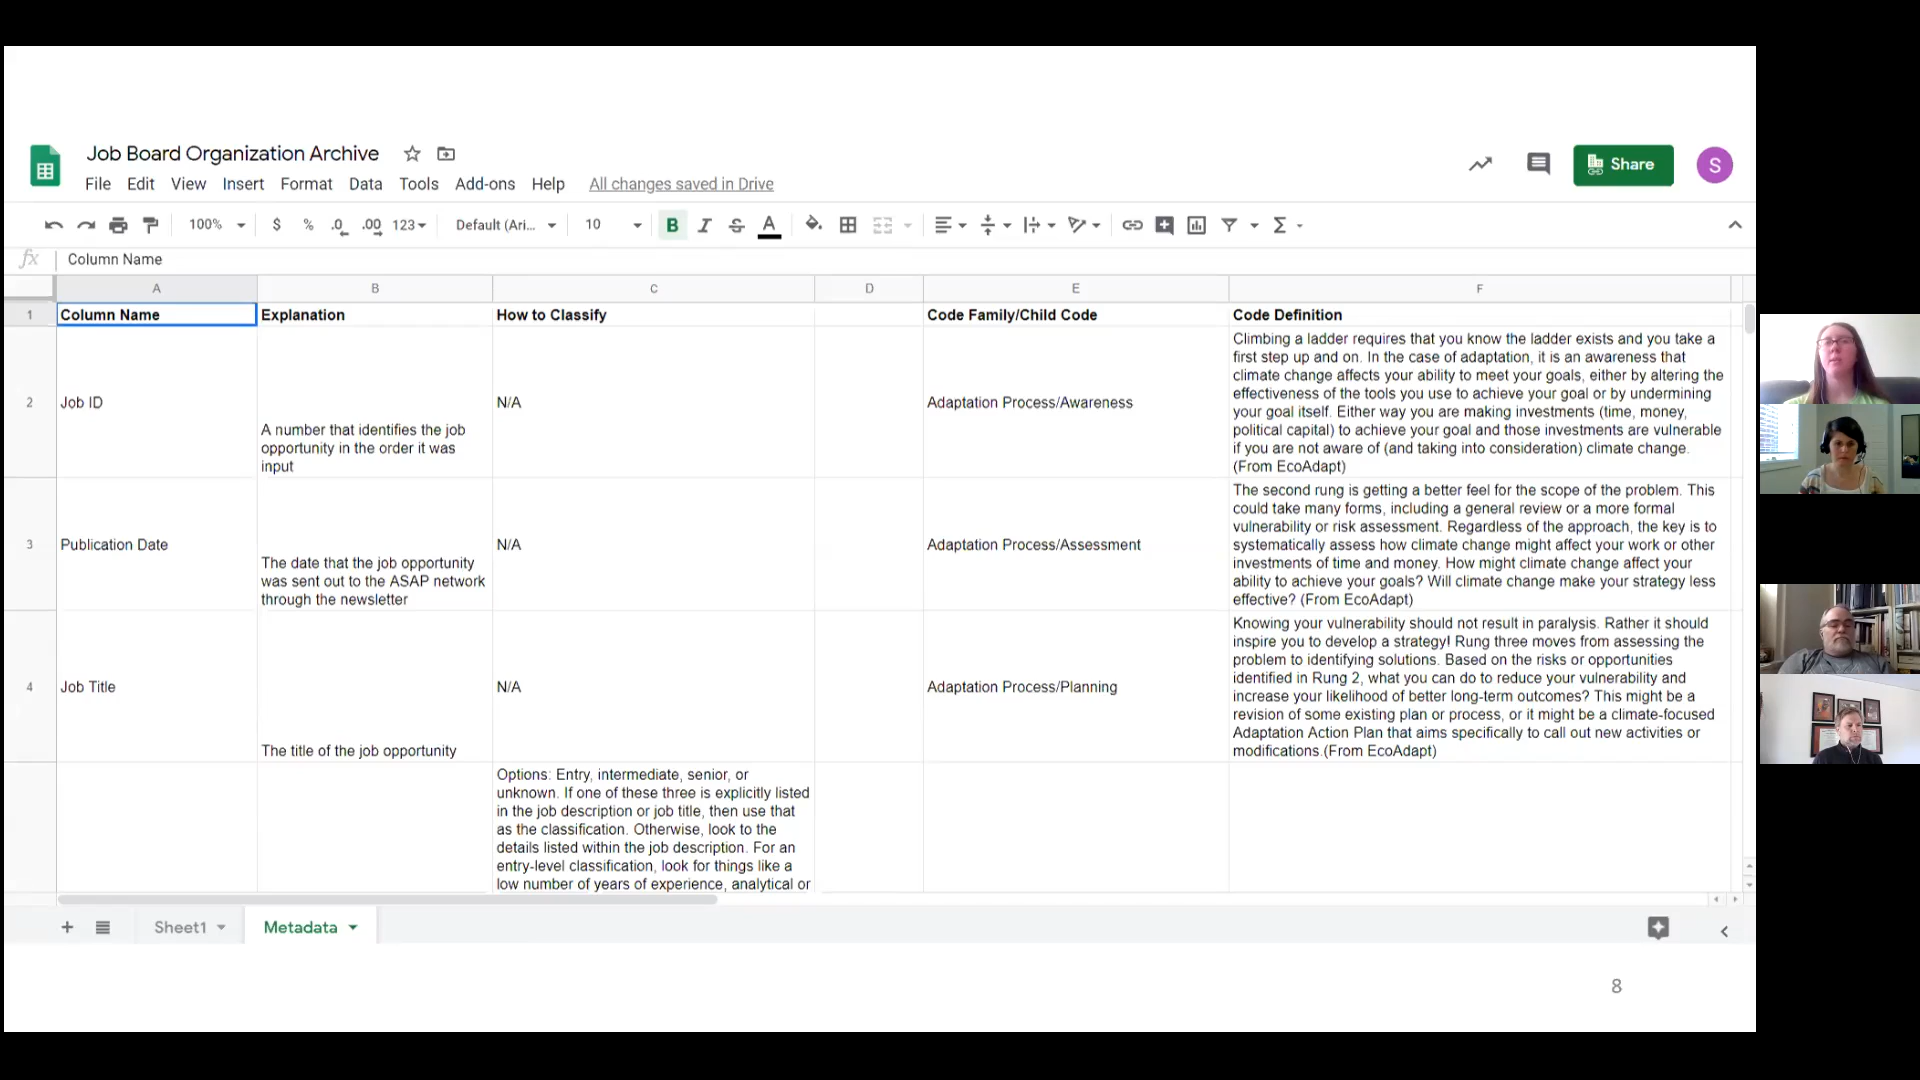 Job Board Organization Archive
File Edit View Insert Format Data Tools Add-ons Help All changes saved in Drive
Share
S
100% $ % .0 .00 123 Default (Ari... 10 B I S A
fx Column Name
A B C D E F
1 Column Name Explanation How to Classify Code Family/Child Code Code Definition
2 Job ID
A number that identifies the job
opportunity in the order it was
input
N/A
Adaptation Process/Awareness
Climbing a ladder requires that you know the ladder exists and you take a
first step up and on. In the case of adaptation, it is an awareness that
climate change affects your ability to meet your goals, either by altering the
effectiveness of the tools you use to achieve your goal or by undermining
your goal itself. Either way you are making investments (time, money,
political capital) to achieve your goal and those investments are vulnerable
if you are not aware of (and taking into consideration) climate change.
(From EcoAdapt)
3 Publication Date
The date that the job opportunity
was sent out to the ASAP network
through the newsletter
N/A
Adaptation Process/Assessment
The second rung is getting a better feel for the scope of the problem. This
could take many forms, including a general review or a more formal
vulnerability or risk assessment. Regardless of the approach, the key is to
systematically assess how climate change might affect your work or other
investments of time and money. How might climate change affect your
ability to achieve your goals? Will climate change make your strategy less
effective? (From EcoAdapt)
4 Job Title
The title of the job opportunity
N/A
Adaptation Process/Planning
Knowing your vulnerability should not result in paralysis. Rather it should
inspire you to develop a strategy! Rung three moves from assessing the
problem to identifying solutions. Based on the risks or opportunities
identified in Rung 2, what you can do to reduce your vulnerability and
increase your likelihood of better long-term outcomes? This might be a
revision of some existing plan or process, or it might be a climate-focused
Adaptation Action Plan that aims specifically to call out new activities or
modifications.(From EcoAdapt)
Options: Entry, intermediate, senior, or
unknown. If one of these three is explicitly listed
in the job description or job title, then use that
as the classification. Otherwise, look to the
details listed within the job description. For an
entry-level classification, look for things like a
low number of years of experience, analytical or
Sheet1 Metadata
8